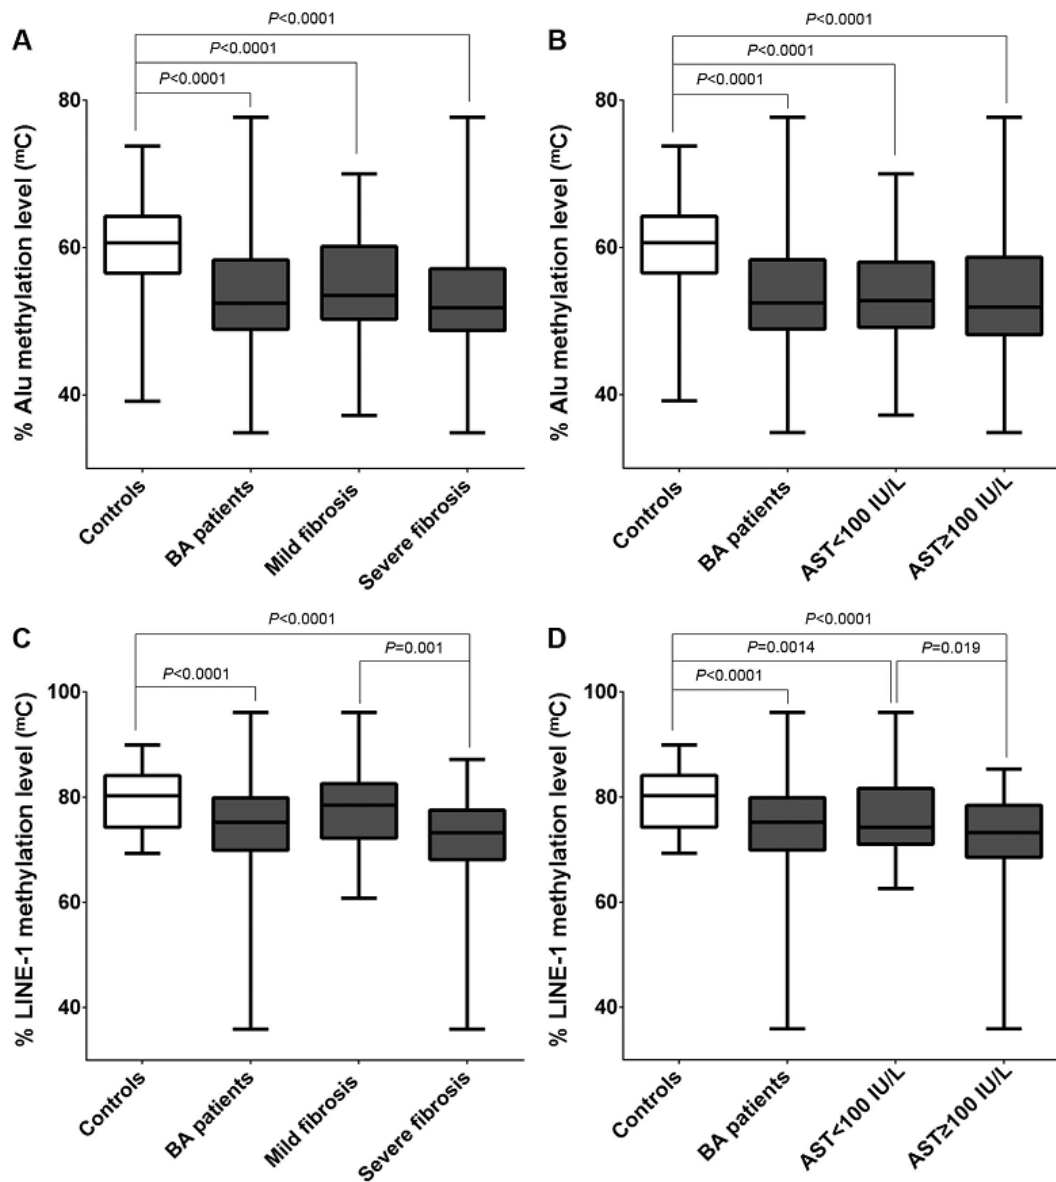 A
P<0.0001
P<0.0001
P<0.0001
% Alu methylation level (ᵐC)
80
60
40
Controls
BA patients
Mild fibrosis
Severe fibrosis
B
P<0.0001
P<0.0001
P<0.0001
% Alu methylation level (ᵐC)
80
60
40
Controls
BA patients
AST<100 IU/L
AST≥100 IU/L
C
P<0.0001
P=0.001
P<0.0001
% LINE-1 methylation level (ᵐC)
100
80
60
40
Controls
BA patients
Mild fibrosis
Severe fibrosis
D
P<0.0001
P=0.0014
P=0.019
P<0.0001
% LINE-1 methylation level (ᵐC)
100
80
60
40
Controls
BA patients
AST<100 IU/L
AST≥100 IU/L